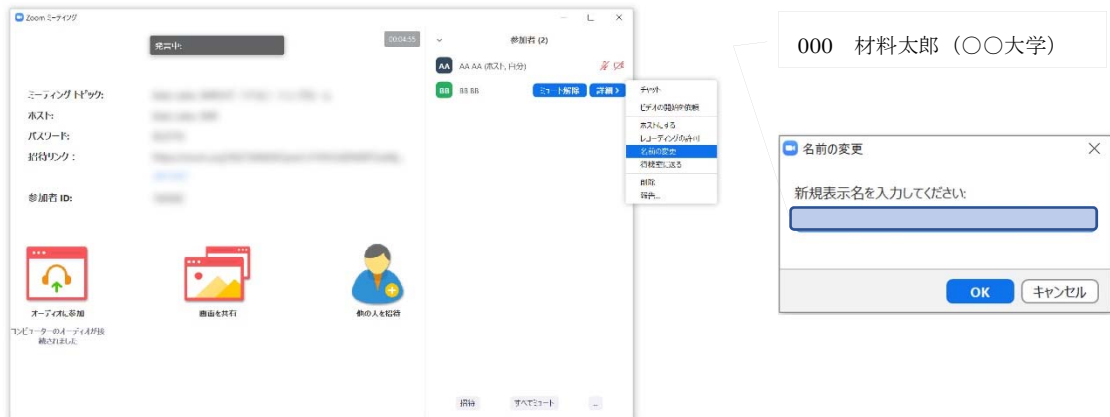 Zoom ミーティング
発言中:
00:04:55
ミーティング トピック:
ホスト:
パスワード:
招待リンク:
参加者 ID:
オーディオに参加
コンピューターのオーディオが接
続されました
画面を共有
他の人を招待
参加者 (2)
AA AA AA (ホスト, 自分)
BB BB BB
ミュート解除
詳細 >
チャット
ビデオの開始を依頼
ホストにする
レコーディングの許可
名前の変更
待機室に送る
削除
報告...
招待
すべてミュート
...
000 材料太郎(○○大学)
名前の変更
新規表示名を入力してください:
OK
キャンセル